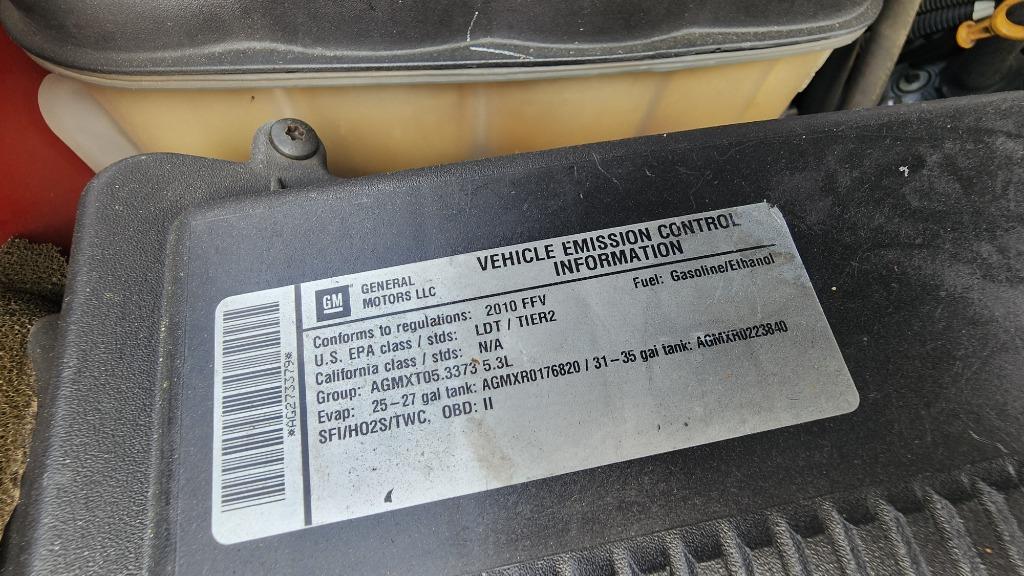 *AG273379*
GM
GENERAL
MOTORS LLC
VEHICLE EMISSION CONTROL
INFORMATION
Conforms to regulations: 2010 FFV
Fuel: Gasoline/Ethanol
U.S. EPA class / stds: LDT / TIER2
California class / stds: N/A
Group: AGMXT05.3373 5.3L
Evap: 25-27 gal tank: AGMXR0176820 / 31-35 gal tank: AGMXR0223840
SFI/HO2S/TWC, OBD: II